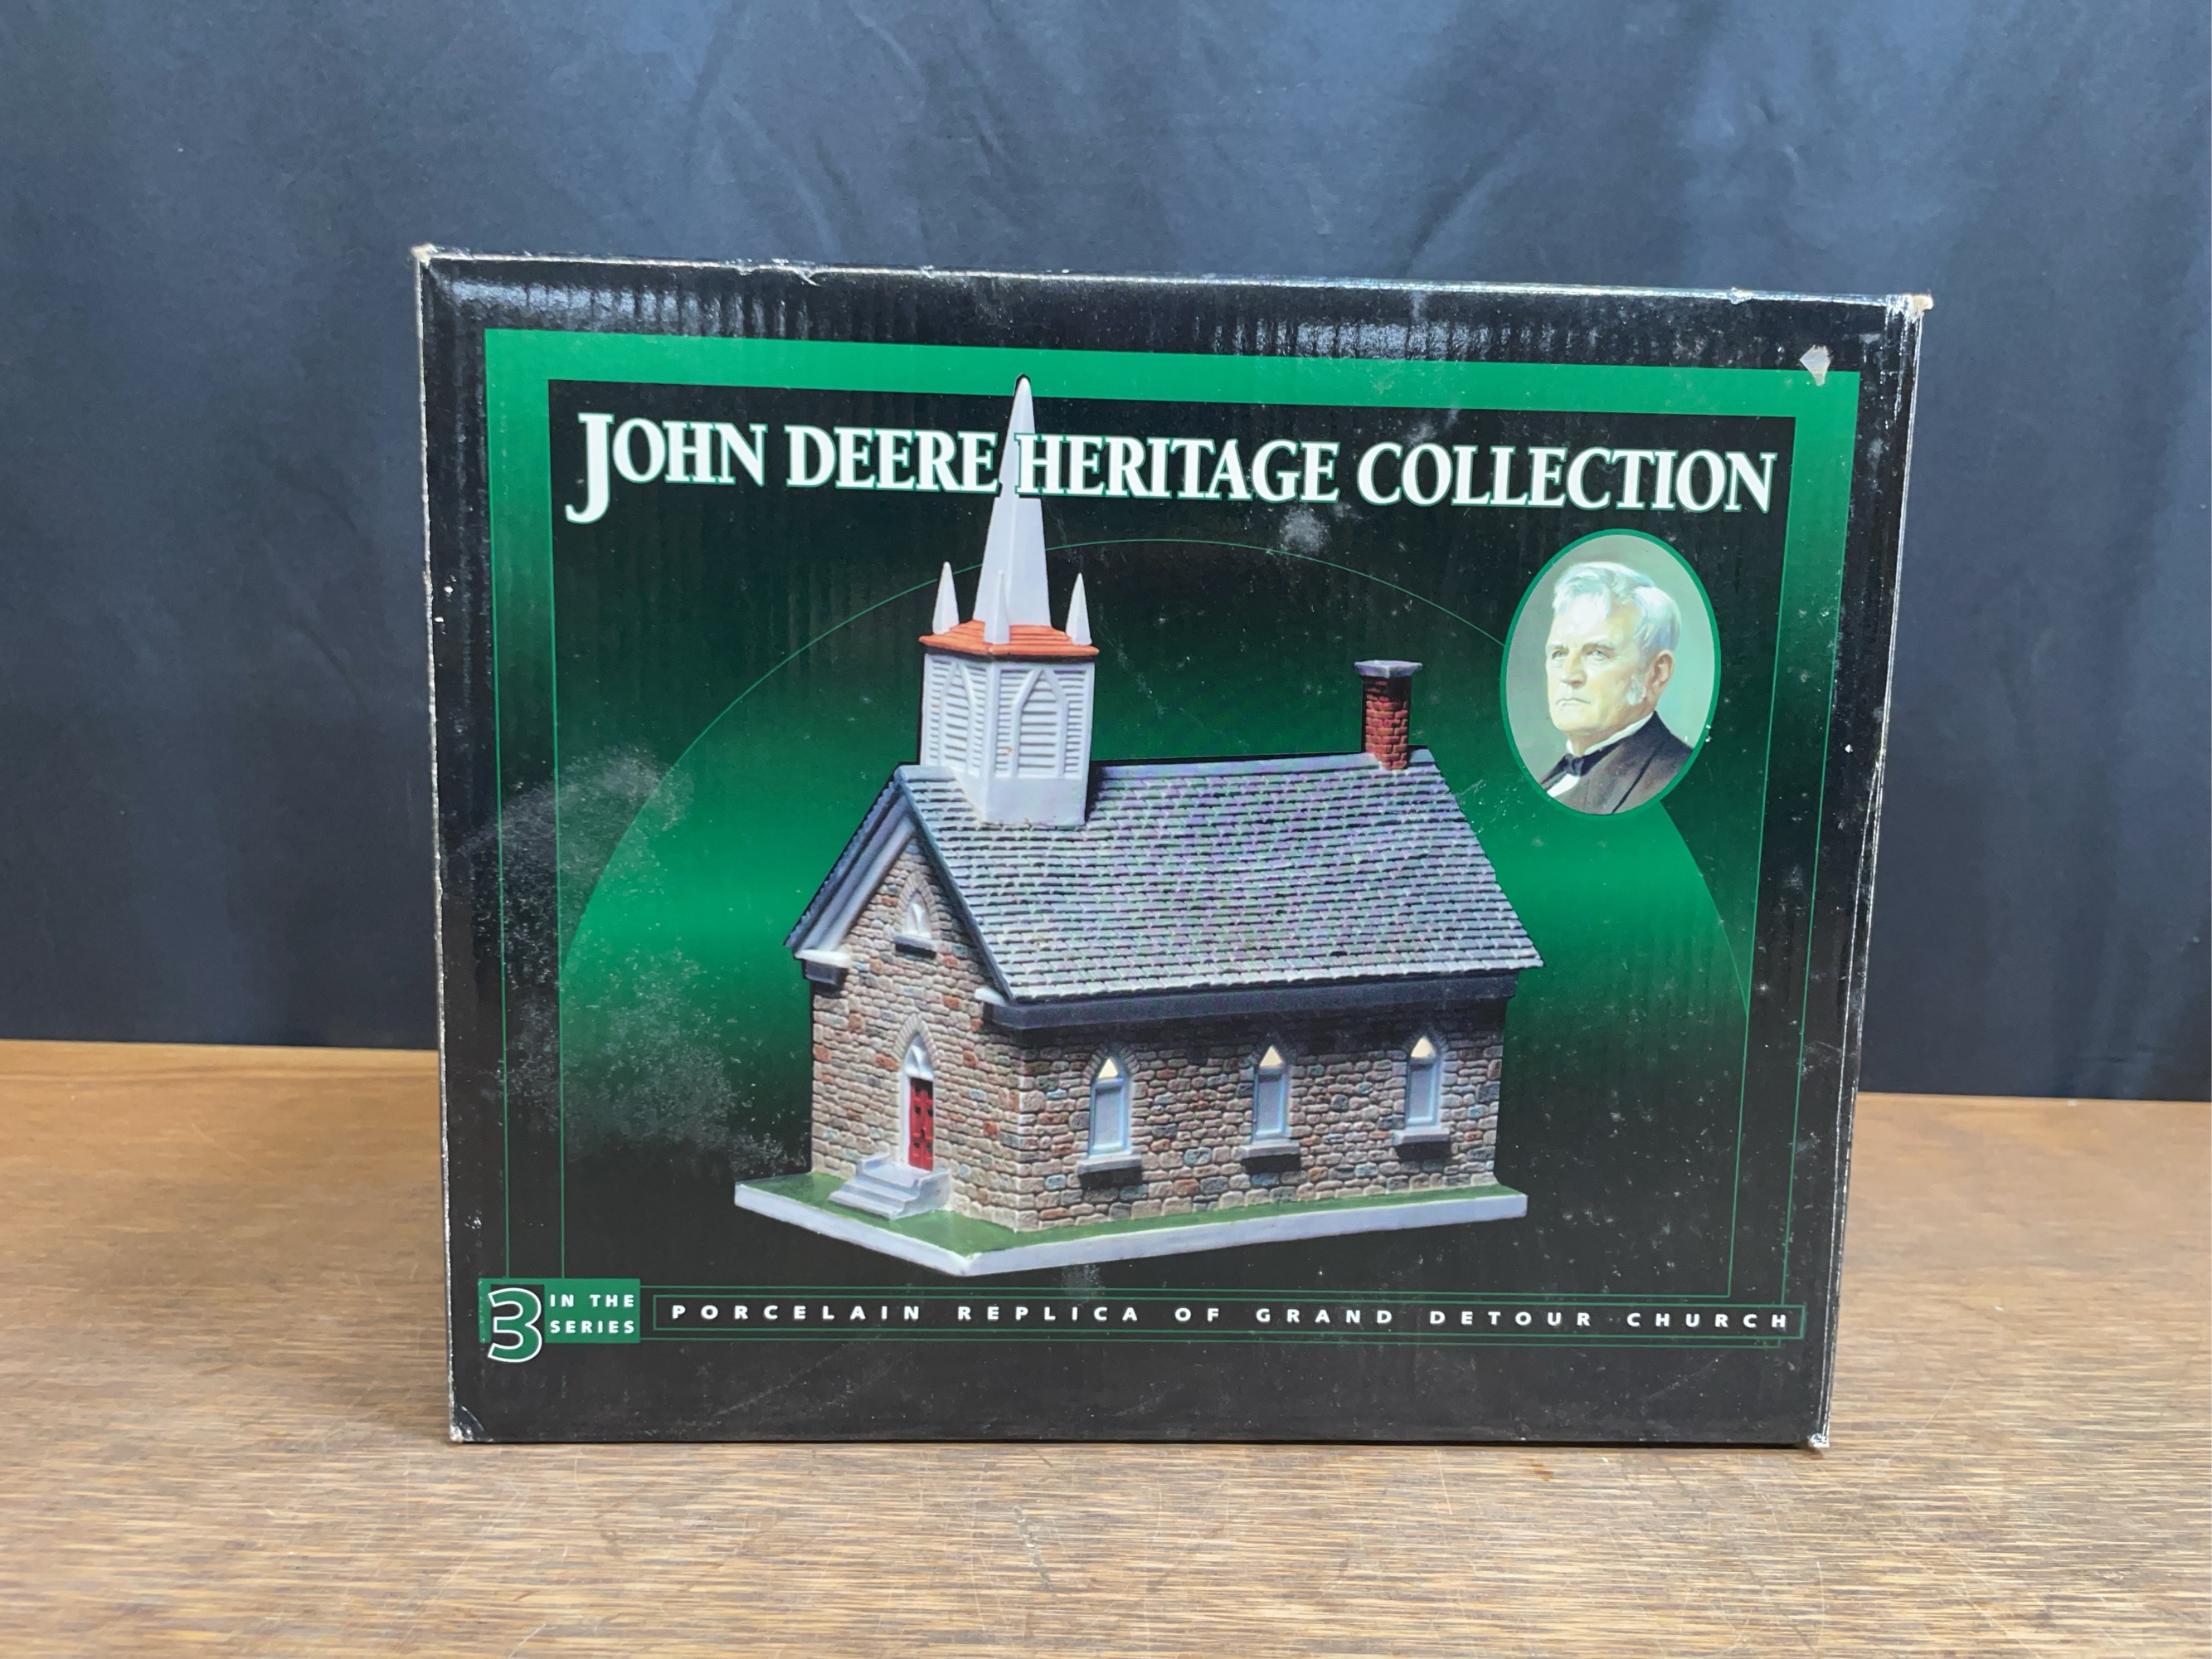 JOHN DEERE HERITAGE COLLECTION
3 IN THE
SERIES
PORCELAIN REPLICA OF GRAND DETOUR CHURCH